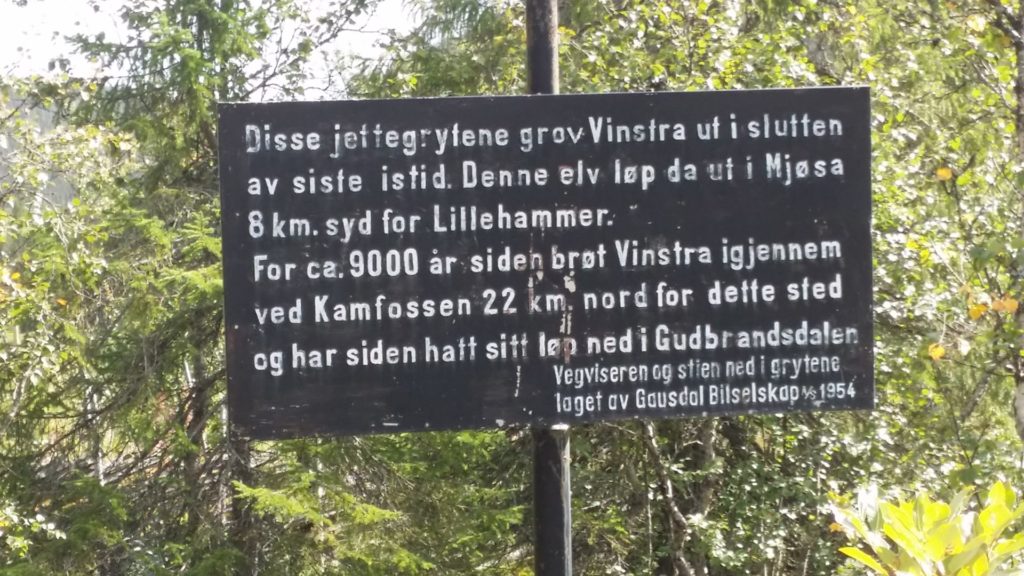 Disse jettegrytene grov Vinstra ut i slutten
av siste istid. Denne elv løp da ut i Mjøsa
8 km. syd for Lillehammer.
For ca. 9000 år siden brøt Vinstra igjennem
ved Kamfossen 22 km. nord for dette sted
og har siden hatt sitt løp ned i Gudbrandsdalen
Vegviseren og stien ned i grytene
laget av Gausdal Bilselskap A/S 1954